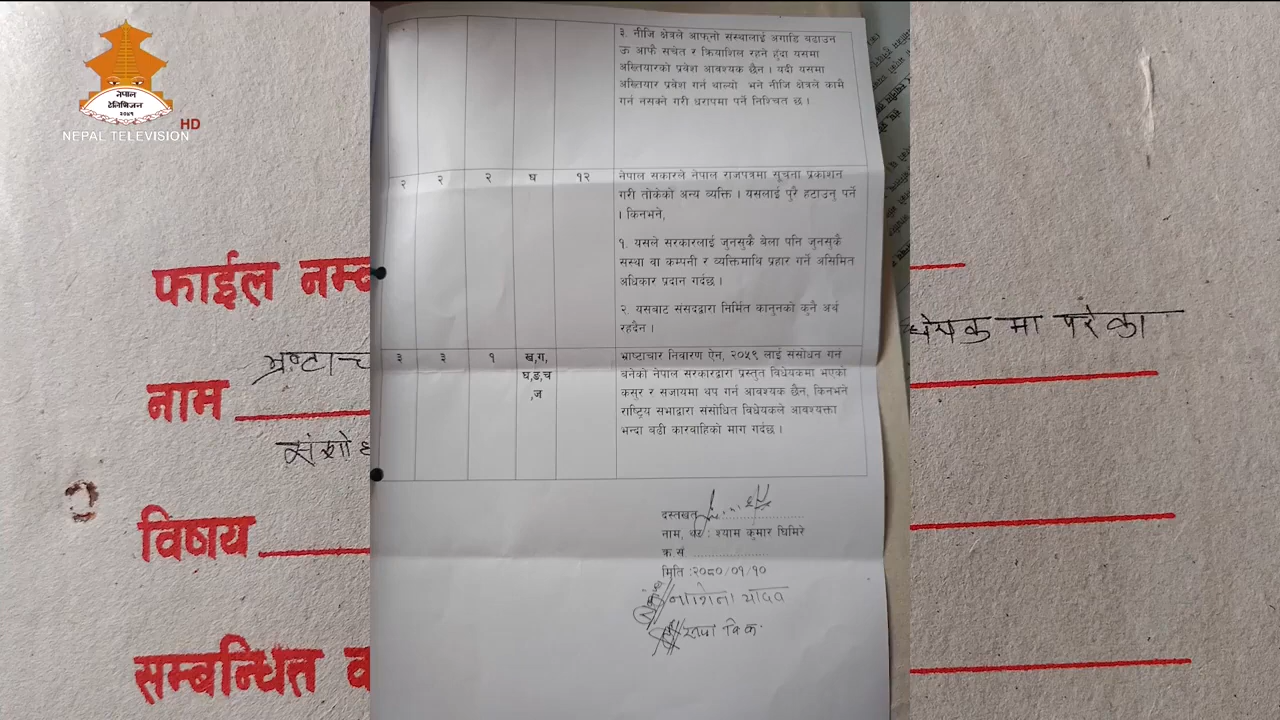 नेपाल
टेलिभिजन
२०४१
NEPAL TELEVISION HD
फाईल नम्ब
नाम
विषय
सम्बन्धित व
संशो
मा परेका
३. नीजि क्षेत्रले आफ्नो संस्थालाई अगाडि बढाउन
ऊ आफै सचेत र क्रियाशिल रहने हुंदा यसमा
अख्तियारको प्रवेश आवश्यक छैन । यदी यसमा
अख्तियार प्रवेश गर्न थाल्यो भने नीजि क्षेत्रले कामै
गर्न नसक्ने गरी धरापमा पर्ने निश्चित छ ।
२ २ २ घ १२ नेपाल सकारले नेपाल राजपत्रमा सूचना प्रकाशन
गरी तोकेको अन्य व्यक्ति । यसलाई पुरै हटाउनु पर्ने
। किनभने,
१. यसले सरकारलाई जुनसुकै बेला पनि जुनसुकै
सस्था वा कम्पनी र व्यक्तिमाथि प्रहार गर्ने असिमित
अधिकार प्रदान गर्दछ ।
२. यसबाट संसदद्वारा निर्मित कानुनको कुनै अर्थ
रहदैन ।
३ ३ १ ख,ग, भ्राष्टाचार निवारण ऐन, २०५९ लाई संसोधन गर्न
घ,ङ,च बनेको नेपाल सरकारद्वारा प्रस्तुत विधेयकमा भएको
,ज कसूर र सजायमा थप गर्न आवश्यक छैन, किनभने
राष्ट्रिय सभाद्वारा संसोधित विधेयकले आवश्यक्ता
भन्दा बढी कारवाहिको माग गर्दछ ।
दस्तखत
नाम, थर : श्याम कुमार घिमिरे
क्र सं
मिति :२०८०/०१/१०
यादव
रूपा वि.क.